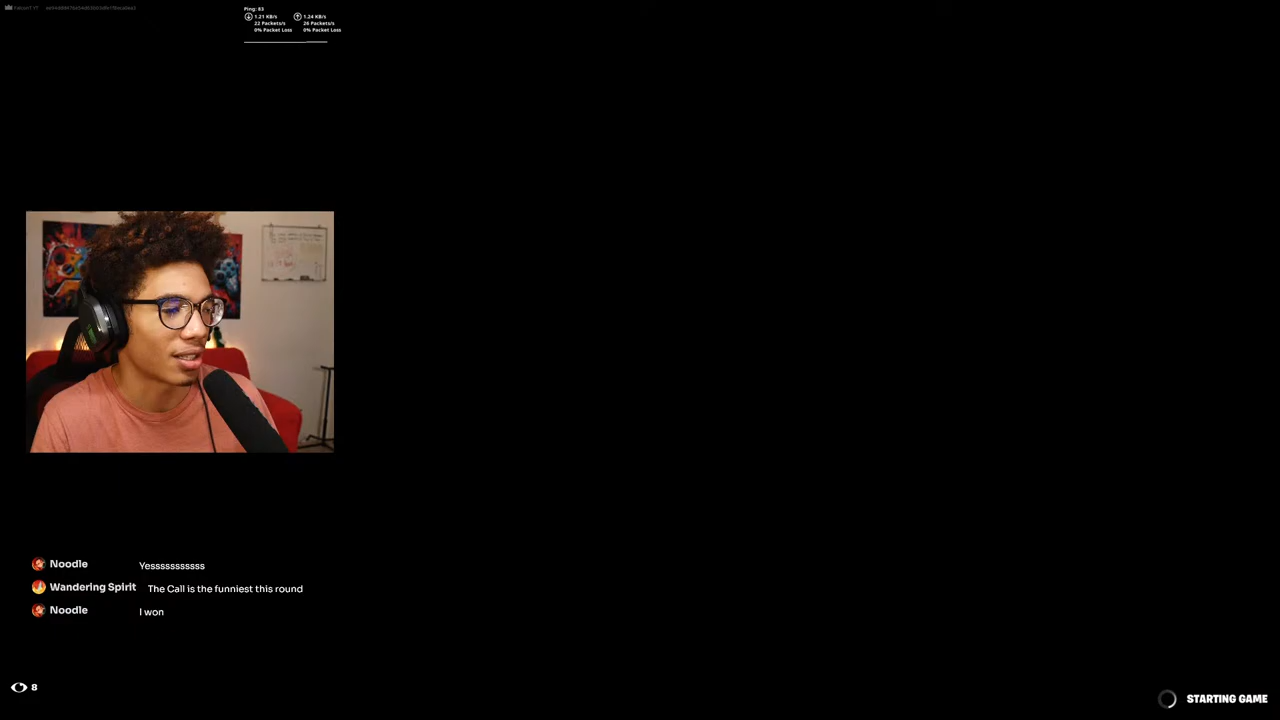 Ping: 83
1.21 KB/s
1.24 KB/s
22 Packets/s
26 Packets/s
0% Packet Loss
0% Packet Loss
Noodle Yesssssssssss
Wandering Spirit The Call is the funniest this round
Noodle I won
8
STARTING GAME